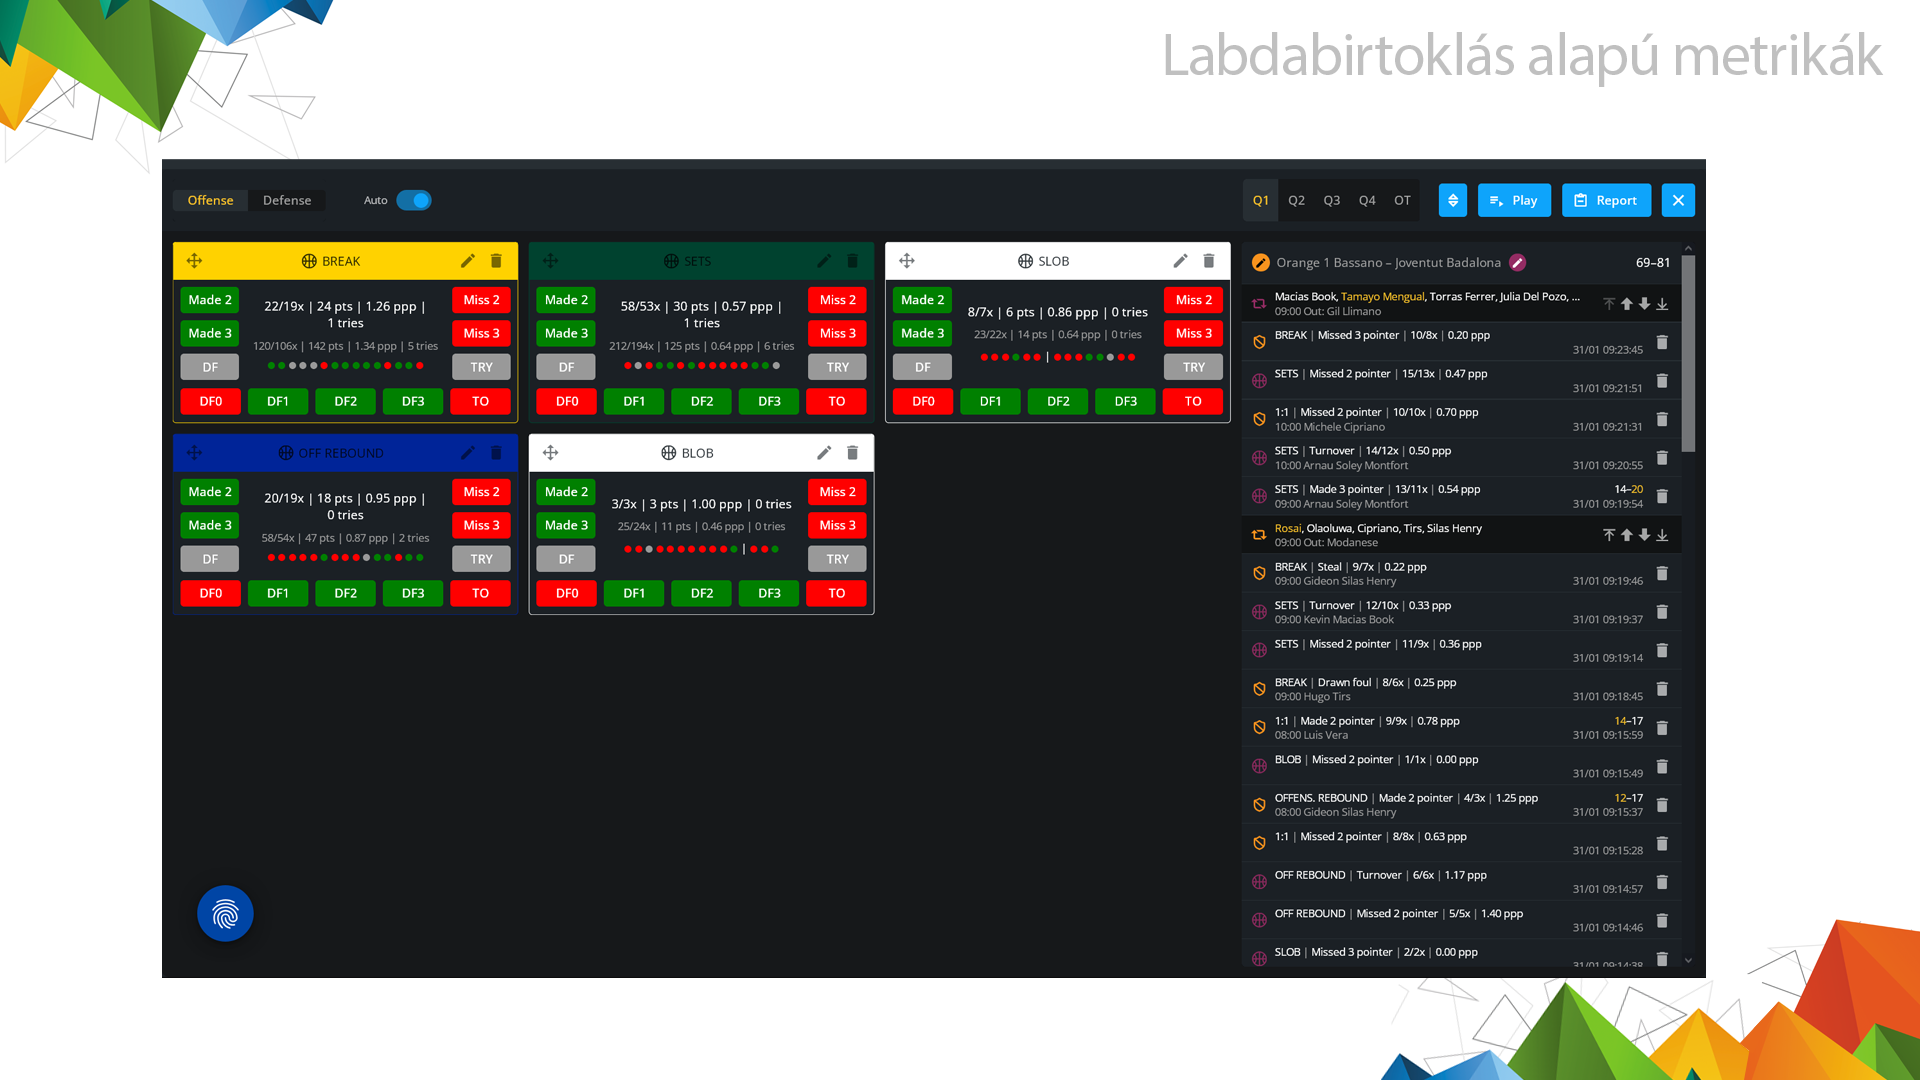 Labdabirtoklás alapú metrikák
Offense Defense Auto
Q1 Q2 Q3 Q4 OT Play Report
BREAK
Made 2 Miss 2
22/19x | 24 pts | 1.26 ppp |
1 tries
Made 3 Miss 3
120/106x | 142 pts | 1.34 ppp | 5 tries
DF TRY
DF0 DF1 DF2 DF3 TO
SETS
Made 2 Miss 2
58/53x | 30 pts | 0.57 ppp |
1 tries
Made 3 Miss 3
212/194x | 125 pts | 0.64 ppp | 6 tries
DF TRY
DF0 DF1 DF2 DF3 TO
SLOB
Made 2 Miss 2
8/7x | 6 pts | 0.86 ppp | 0 tries
Made 3 Miss 3
23/22x | 14 pts | 0.64 ppp | 0 tries
DF TRY
DF0 DF1 DF2 DF3 TO
OFF REBOUND
Made 2 Miss 2
20/19x | 18 pts | 0.95 ppp |
0 tries
Made 3 Miss 3
58/54x | 47 pts | 0.87 ppp | 2 tries
DF TRY
DF0 DF1 DF2 DF3 TO
BLOB
Made 2 Miss 2
3/3x | 3 pts | 1.00 ppp | 0 tries
Made 3 Miss 3
25/24x | 11 pts | 0.46 ppp | 0 tries
DF TRY
DF0 DF1 DF2 DF3 TO
Orange 1 Bassano – Joventut Badalona 69–81
Macias Book, Tamayo Mengual, Torras Ferrer, Julia Del Pozo, ...
09:00 Out: Gil Llimano
BREAK | Missed 3 pointer | 10/8x | 0.20 ppp
31/01 09:23:45
SETS | Missed 2 pointer | 15/13x | 0.47 ppp
31/01 09:21:51
1:1 | Missed 2 pointer | 10/10x | 0.70 ppp
10:00 Michele Cipriano 31/01 09:21:31
SETS | Turnover | 14/12x | 0.50 ppp
10:00 Arnau Soley Montfort 31/01 09:20:55
SETS | Made 3 pointer | 13/11x | 0.54 ppp 14–20
09:00 Arnau Soley Montfort 31/01 09:19:54
Rosai, Olaoluwa, Cipriano, Tirs, Silas Henry
09:00 Out: Modanese
BREAK | Steal | 9/7x | 0.22 ppp
09:00 Gideon Silas Henry 31/01 09:19:46
SETS | Turnover | 12/10x | 0.33 ppp
09:00 Kevin Macias Book 31/01 09:19:37
SETS | Missed 2 pointer | 11/9x | 0.36 ppp
31/01 09:19:14
BREAK | Drawn foul | 8/6x | 0.25 ppp
09:00 Hugo Tirs 31/01 09:18:45
1:1 | Made 2 pointer | 9/9x | 0.78 ppp 14–17
08:00 Luis Vera 31/01 09:15:59
BLOB | Missed 2 pointer | 1/1x | 0.00 ppp
31/01 09:15:49
OFFENS. REBOUND | Made 2 pointer | 4/3x | 1.25 ppp 12–17
08:00 Gideon Silas Henry 31/01 09:15:37
1:1 | Missed 2 pointer | 8/8x | 0.63 ppp
31/01 09:15:28
OFF REBOUND | Turnover | 6/6x | 1.17 ppp
31/01 09:14:57
OFF REBOUND | Missed 2 pointer | 5/5x | 1.40 ppp
31/01 09:14:46
SLOB | Missed 3 pointer | 2/2x | 0.00 ppp
31/01 09:14:38